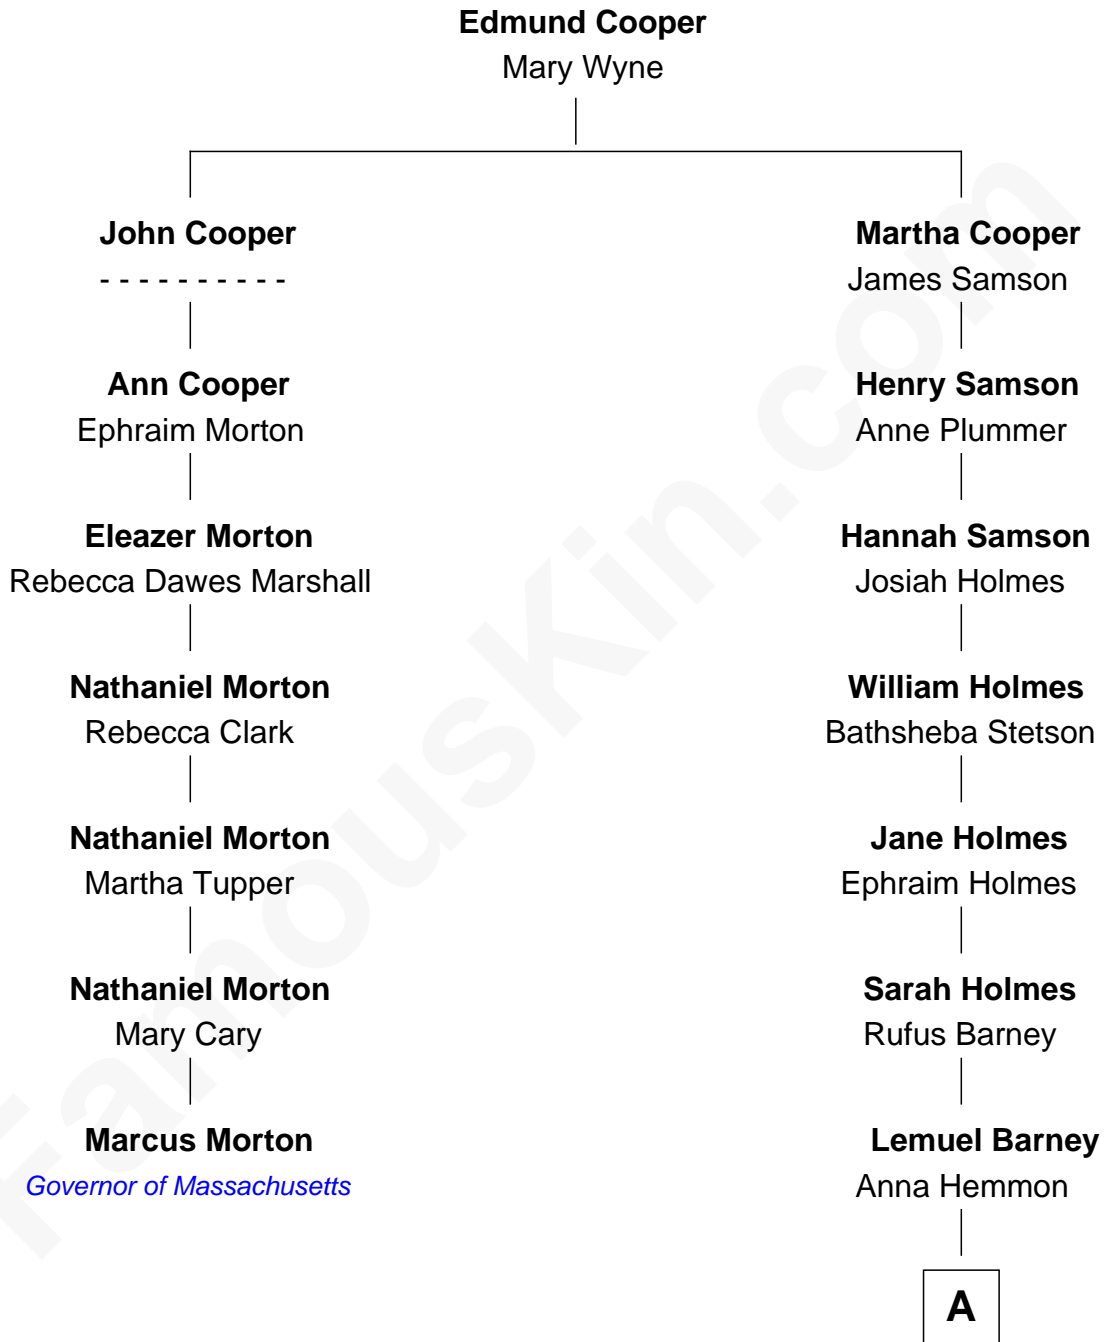 Edmund Cooper
Mary Wyne
John Cooper
- - - - - - - - - -
Ann Cooper
Ephraim Morton
Eleazer Morton
Rebecca Dawes Marshall
Nathaniel Morton
Rebecca Clark
Nathaniel Morton
Martha Tupper
Nathaniel Morton
Mary Cary
Marcus Morton
Governor of Massachusetts
Martha Cooper
James Samson
Henry Samson
Anne Plummer
Hannah Samson
Josiah Holmes
William Holmes
Bathsheba Stetson
Jane Holmes
Ephraim Holmes
Sarah Holmes
Rufus Barney
Lemuel Barney
Anna Hemmon
A
FamousKin.com